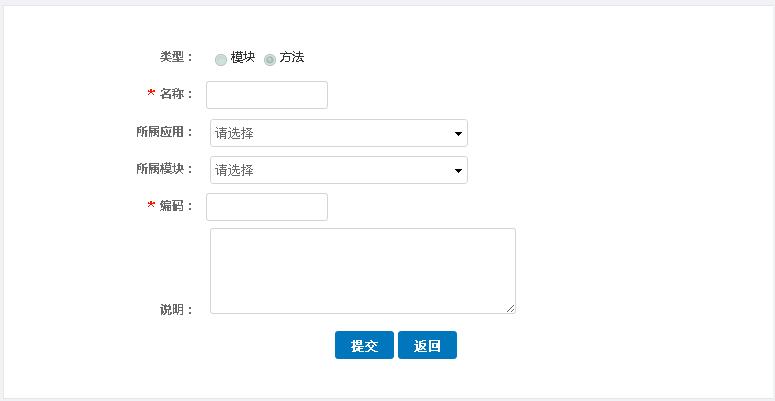 类型： 模块 方法
* 名称：
所属应用： 请选择
所属模块： 请选择
* 编码：
说明：
提交 返回